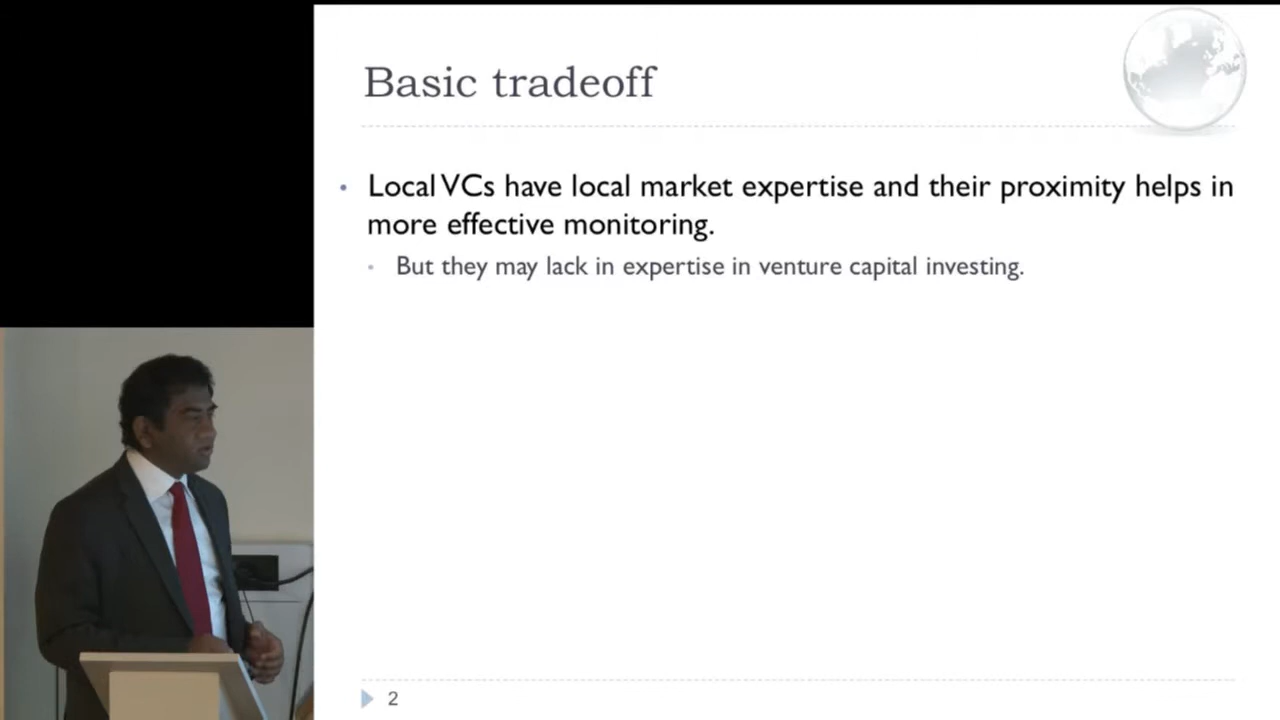 Basic tradeoff
• Local VCs have local market expertise and their proximity helps in
more effective monitoring.
• But they may lack in expertise in venture capital investing.
2